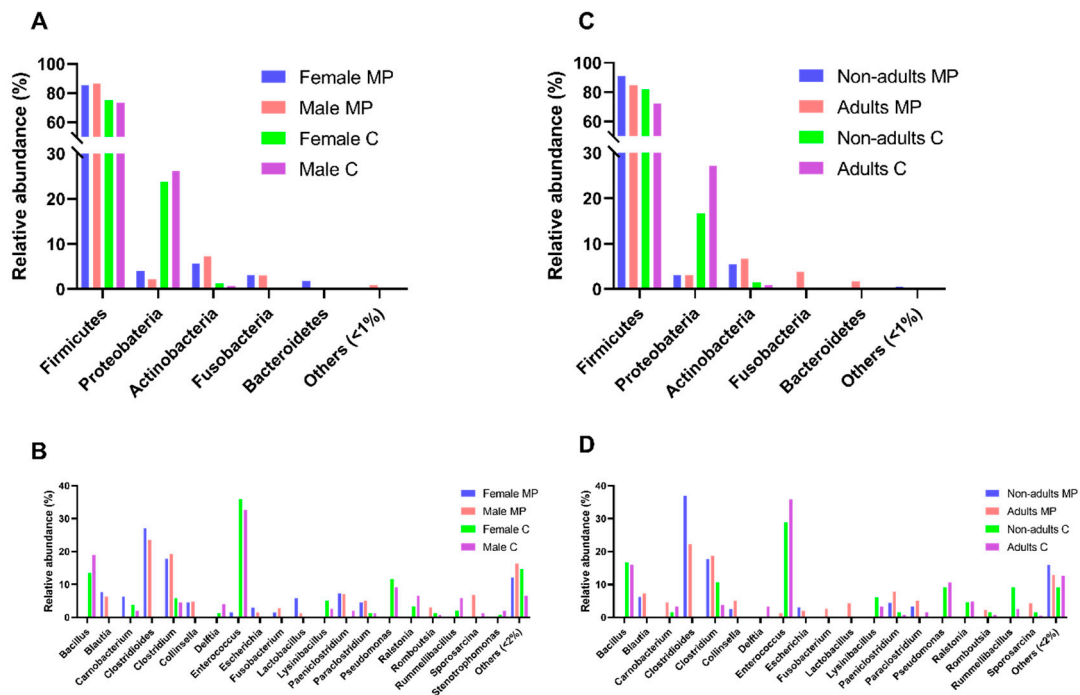 A
Relative abundance (%)
100
80
60
30
20
10
0
Female MP
Male MP
Female C
Male C
Firmicutes
Proteobateria
Actinobacteria
Fusobacteria
Bacteroidetes
Others (<1%)
C
Relative abundance (%)
100
80
60
30
20
10
0
Non-adults MP
Adults MP
Non-adults C
Adults C
Firmicutes
Proteobateria
Actinobacteria
Fusobacteria
Bacteroidetes
Others (<1%)
B
Relative abundance (%)
40
30
20
10
0
Female MP
Male MP
Female C
Male C
Bacillus
Blautia
Carnobacterium
Clostridioides
Clostridium
Collinsella
Delftia
Enterococcus
Escherichia
Fusobacterium
Lactobacillus
Lysinibacillus
Paeniclostridium
Paraclostridium
Pseudomonas
Ralstonia
Romboutsia
Rummeliibacillus
Sporosarcina
Stenotrophomonas
Others (<2%)
D
Relative abundance (%)
40
30
20
10
0
Non-adults MP
Adults MP
Non-adults C
Adults C
Bacillus
Blautia
Carnobacterium
Clostridioides
Clostridium
Collinsella
Delftia
Enterococcus
Escherichia
Fusobacterium
Lactobacillus
Lysinibacillus
Paeniclostridium
Paraclostridium
Pseudomonas
Ralstonia
Romboutsia
Rummeliibacillus
Sporosarcina
Others (<2%)